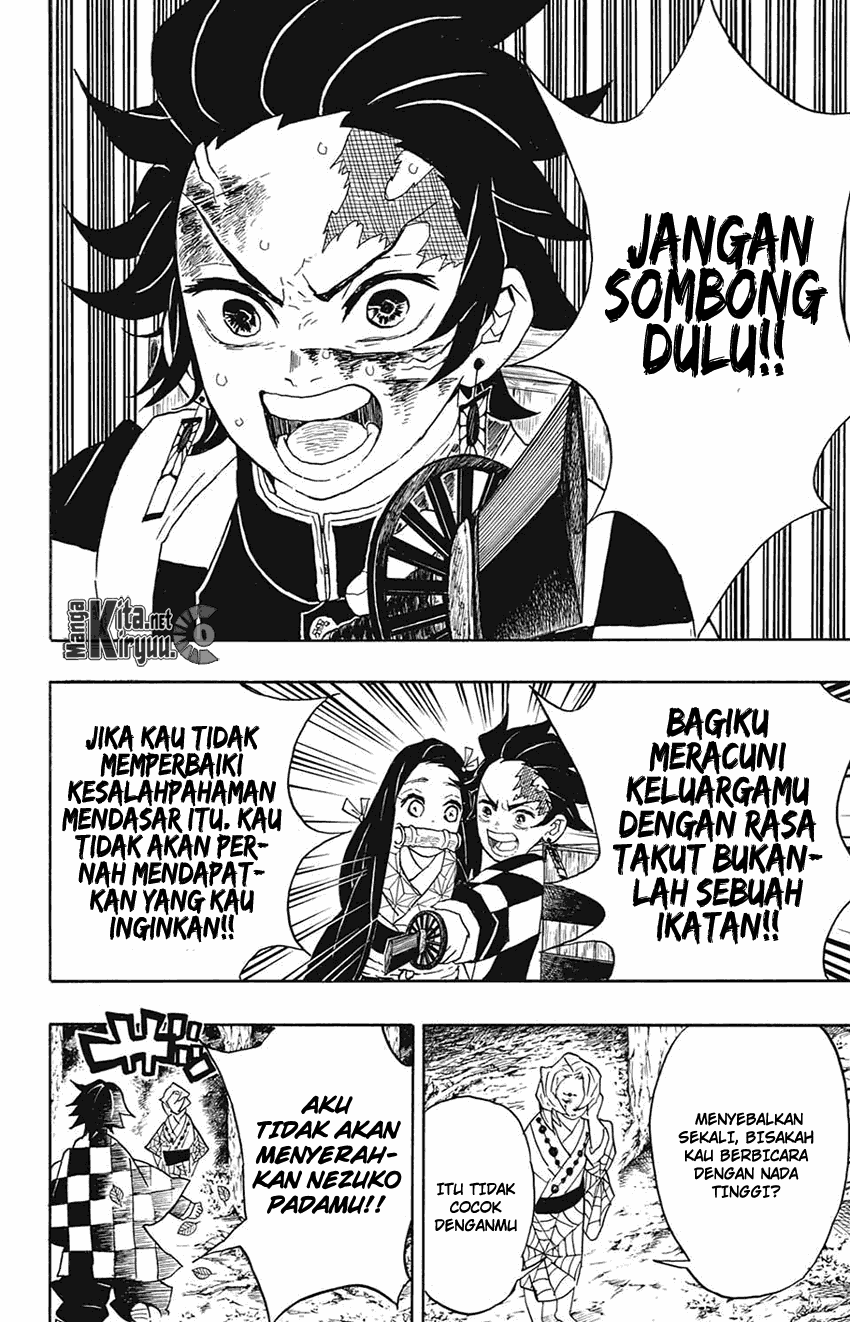 JANGAN
SOMBONG
DULU!!
Manga
Kita.net
Kiryuu.
BAGIKU
MERACUNI
KELUARGAMU
DENGAN RASA
TAKUT BUKAN-
LAH SEBUAH
IKATAN!!
JIKA KAU TIDAK
MEMPERBAIKI
KESALAHPAHAMAN
MENDASAR ITU. KAU
TIDAK AKAN PER-
NAH MENDAPAT-
KAN YANG KAU
INGINKAN!!
MENYEBALKAN
SEKALI, BISAKAH
KAU BERBICARA
DENGAN NADA
TINGGI?
ITU TIDAK
COCOK
DENGANMU
AKU
TIDAK AKAN
MENYERAH-
KAN NEZUKO
PADAMU!!